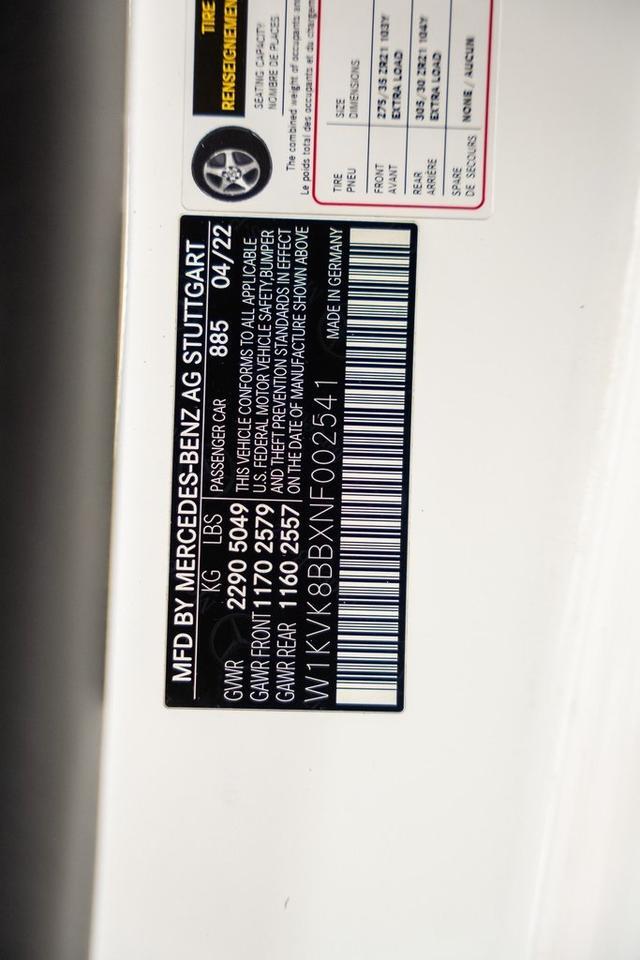 MFD BY MERCEDES-BENZ AG STUTTGART
KG LBS PASSENGER CAR 885 04/22
GVWR 2290 5049
GAWR FRONT 1170 2579
GAWR REAR 1160 2557
THIS VEHICLE CONFORMS TO ALL APPLICABLE
U.S. FEDERAL MOTOR VEHICLE SAFETY,BUMPER
AND THEFT PREVENTION STANDARDS IN EFFECT
ON THE DATE OF MANUFACTURE SHOWN ABOVE
W1KVK8BBXNF002541 MADE IN GERMANY
TIRE
RENSEIGNEMEN
SEATING CAPACITY
NOMBRE DE PLACES
The combined weight of occupants
Le poids total des occupants et du
TIRE SIZE
PNEU DIMENSIONS
FRONT 275/35 ZR21 103Y
AVANT EXTRA LOAD
REAR 305/30 ZR21 104Y
ARRIÈRE EXTRA LOAD
SPARE NONE / AUCUN
DE SECOURS